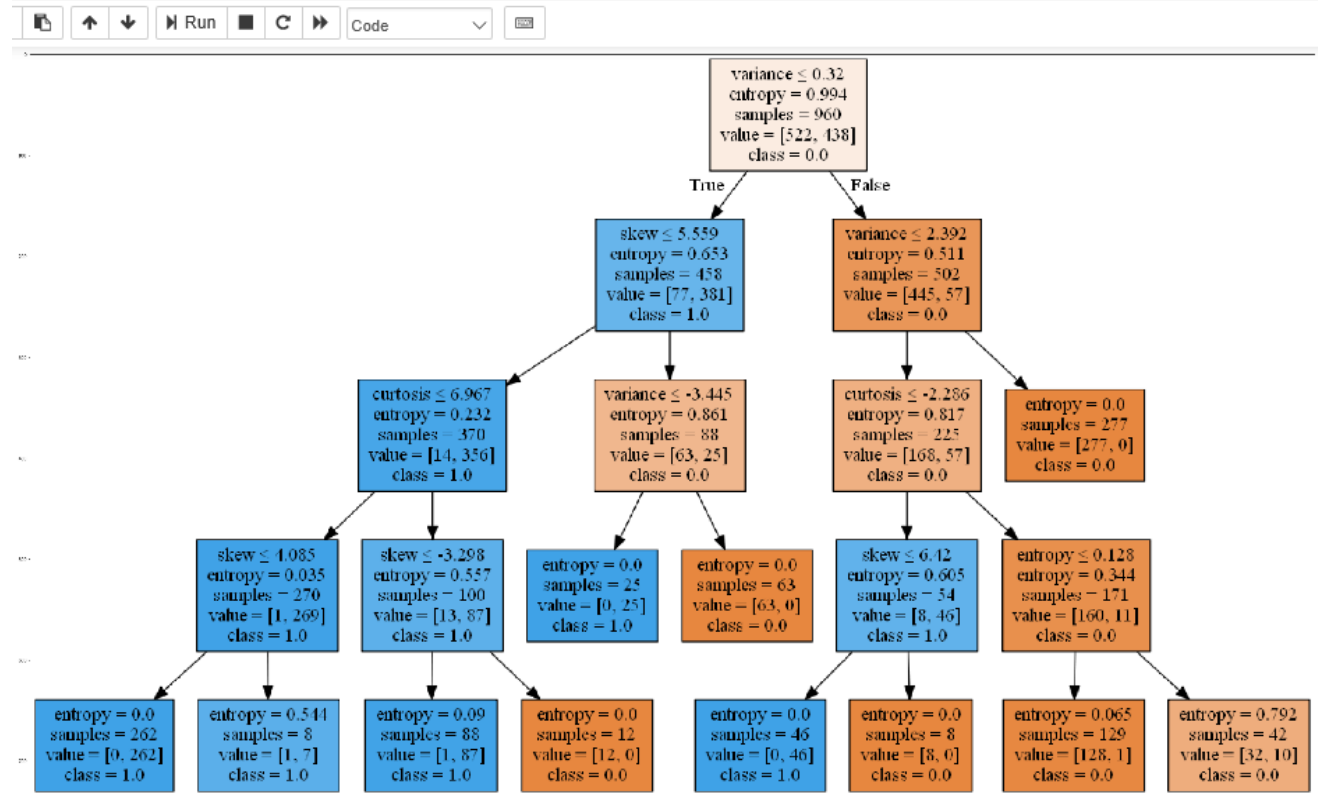 Run
Code
variance ≤ 0.32
entropy = 0.994
samples = 960
value = [522, 438]
class = 0.0
True
False
skew ≤ 5.559
entropy = 0.653
samples = 458
value = [77, 381]
class = 1.0
variance ≤ 2.392
entropy = 0.511
samples = 502
value = [445, 57]
class = 0.0
curtosis ≤ 6.967
entropy = 0.232
samples = 370
value = [14, 356]
class = 1.0
variance ≤ -3.445
entropy = 0.861
samples = 88
value = [63, 25]
class = 0.0
curtosis ≤ -2.286
entropy = 0.817
samples = 225
value = [168, 57]
class = 0.0
entropy = 0.0
samples = 277
value = [277, 0]
class = 0.0
skew ≤ 4.085
entropy = 0.035
samples = 270
value = [1, 269]
class = 1.0
skew ≤ -3.298
entropy = 0.557
samples = 100
value = [13, 87]
class = 1.0
entropy = 0.0
samples = 25
value = [0, 25]
class = 1.0
entropy = 0.0
samples = 63
value = [63, 0]
class = 0.0
skew ≤ 6.42
entropy = 0.605
samples = 54
value = [8, 46]
class = 1.0
entropy ≤ 0.128
entropy = 0.344
samples = 171
value = [160, 11]
class = 0.0
entropy = 0.0
samples = 262
value = [0, 262]
class = 1.0
entropy = 0.544
samples = 8
value = [1, 7]
class = 1.0
entropy = 0.09
samples = 88
value = [1, 87]
class = 1.0
entropy = 0.0
samples = 12
value = [12, 0]
class = 0.0
entropy = 0.0
samples = 46
value = [0, 46]
class = 1.0
entropy = 0.0
samples = 8
value = [8, 0]
class = 0.0
entropy = 0.065
samples = 129
value = [128, 1]
class = 0.0
entropy = 0.792
samples = 42
value = [32, 10]
class = 0.0